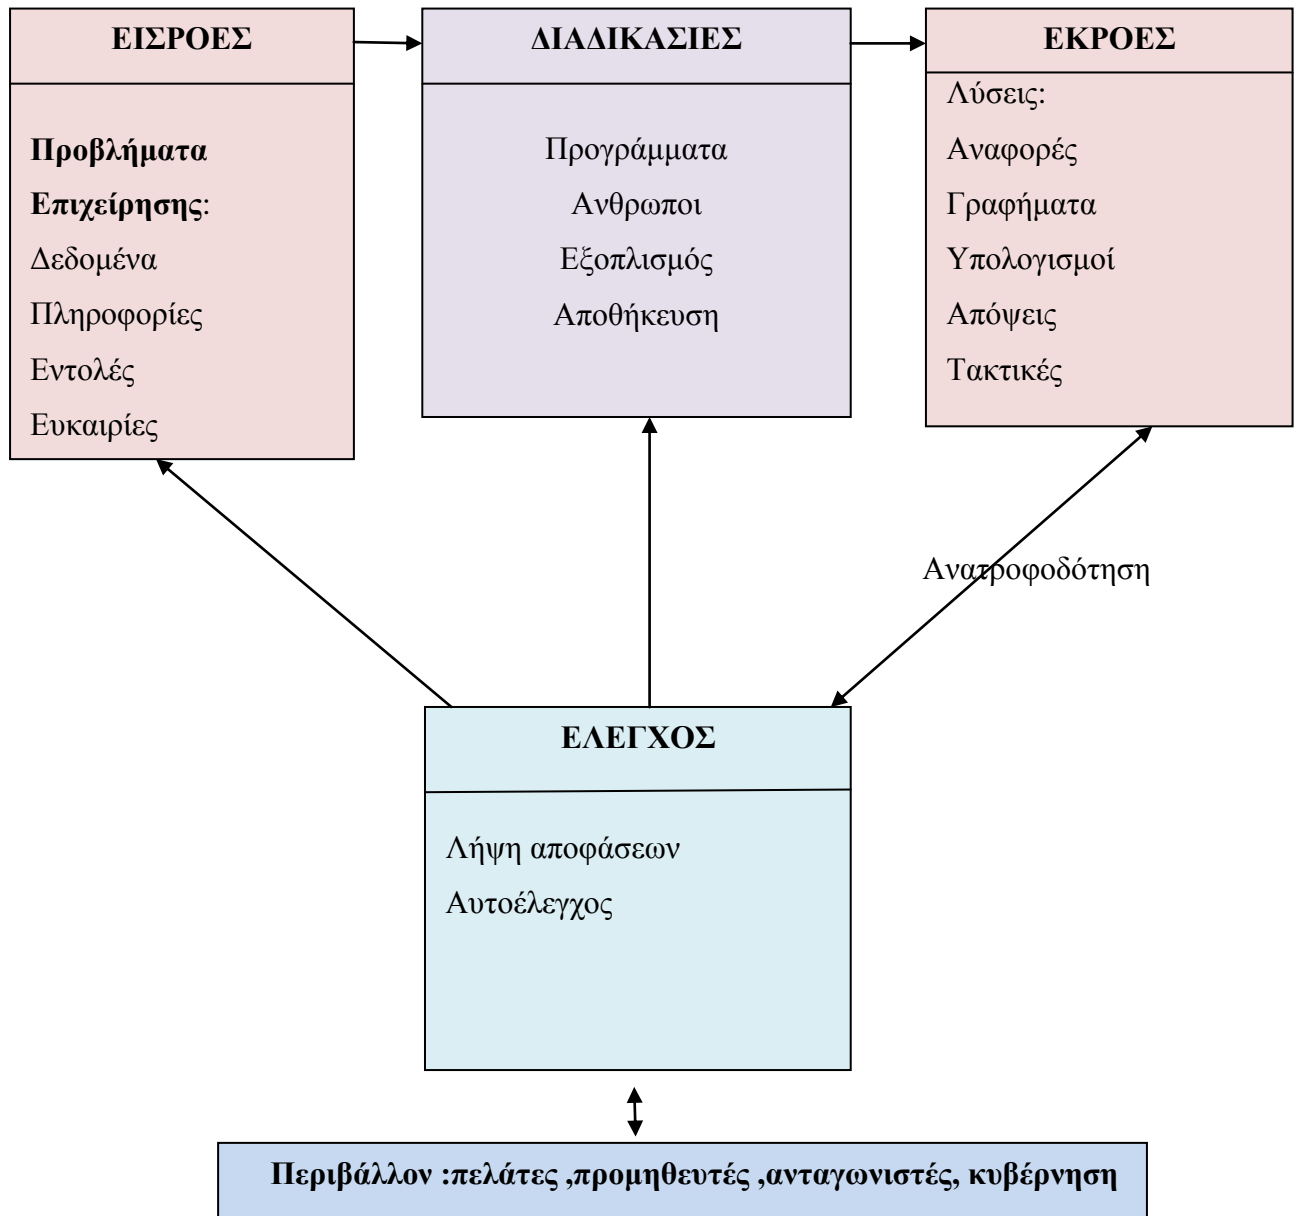 ΕΙΣΡΟΕΣ
Προβλήματα
Επιχείρησης:
Δεδομένα
Πληροφορίες
Εντολές
Ευκαιρίες
ΔΙΑΔΙΚΑΣΙΕΣ
Προγράμματα
Ανθρωποι
Εξοπλισμός
Αποθήκευση
ΕΚΡΟΕΣ
Λύσεις:
Αναφορές
Γραφήματα
Υπολογισμοί
Απόψεις
Τακτικές
Ανατροφοδότηση
ΕΛΕΓΧΟΣ
Λήψη αποφάσεων
Αυτοέλεγχος
Περιβάλλον :πελάτες ,προμηθευτές ,ανταγωνιστές, κυβέρνηση